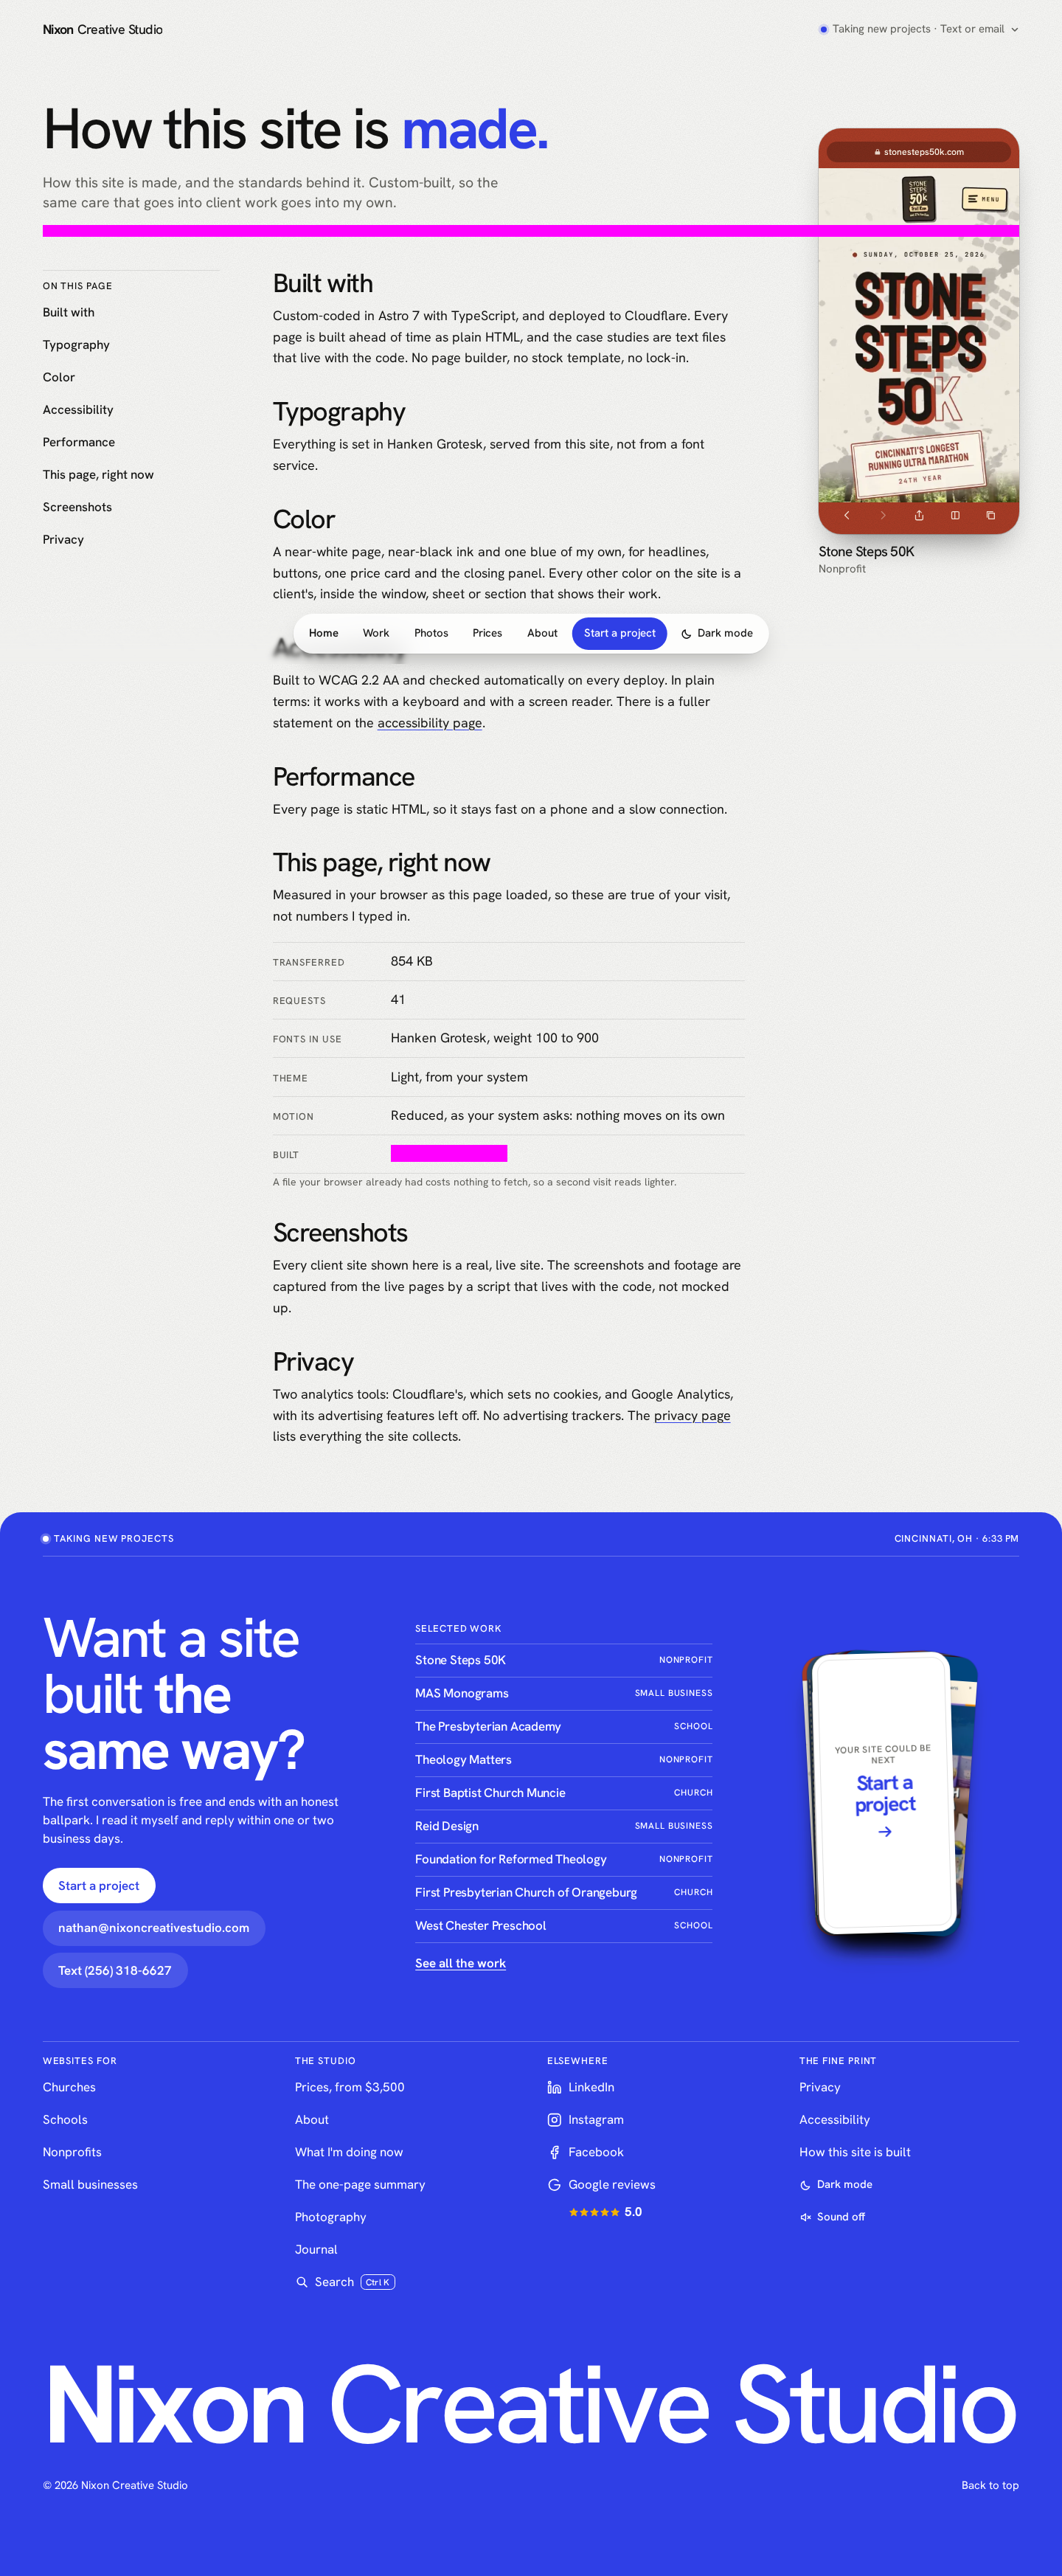 Nixon Creative Studio
Taking new projects · Text or email
How this site is made.
How this site is made, and the standards behind it. Custom-built, so the
same care that goes into client work goes into my own.
stonesteps50k.com
STONE
STEPS
50K
MENU
SUNDAY, OCTOBER 25, 2026
STONE
STEPS
50K
CINCINNATI'S LONGEST
RUNNING ULTRA MARATHON
24TH YEAR
Stone Steps 50K
Nonprofit
ON THIS PAGE
Built with
Typography
Color
Accessibility
Performance
This page, right now
Screenshots
Privacy
Built with
Custom-coded in Astro 7 with TypeScript, and deployed to Cloudflare. Every
page is built ahead of time as plain HTML, and the case studies are text files
that live with the code. No page builder, no stock template, no lock-in.
Typography
Everything is set in Hanken Grotesk, served from this site, not from a font
service.
Color
A near-white page, near-black ink and one blue of my own, for headlines,
buttons, one price card and the closing panel. Every other color on the site is a
client's, inside the window, sheet or section that shows their work.
Home Work Photos Prices About Start a project Dark mode
Built to WCAG 2.2 AA and checked automatically on every deploy. In plain
terms: it works with a keyboard and with a screen reader. There is a fuller
statement on the accessibility page.
Performance
Every page is static HTML, so it stays fast on a phone and a slow connection.
This page, right now
Measured in your browser as this page loaded, so these are true of your visit,
not numbers I typed in.
TRANSFERRED 854 KB
REQUESTS 41
FONTS IN USE Hanken Grotesk, weight 100 to 900
THEME Light, from your system
MOTION Reduced, as your system asks: nothing moves on its own
BUILT
A file your browser already had costs nothing to fetch, so a second visit reads lighter.
Screenshots
Every client site shown here is a real, live site. The screenshots and footage are
captured from the live pages by a script that lives with the code, not mocked
up.
Privacy
Two analytics tools: Cloudflare's, which sets no cookies, and Google Analytics,
with its advertising features left off. No advertising trackers. The privacy page
lists everything the site collects.
TAKING NEW PROJECTS
CINCINNATI, OH · 6:33 PM
Want a site
built the
same way?
The first conversation is free and ends with an honest
ballpark. I read it myself and reply within one or two
business days.
Start a project
nathan@nixoncreativestudio.com
Text (256) 318-6627
SELECTED WORK
Stone Steps 50K NONPROFIT
MAS Monograms SMALL BUSINESS
The Presbyterian Academy SCHOOL
Theology Matters NONPROFIT
First Baptist Church Muncie CHURCH
Reid Design SMALL BUSINESS
Foundation for Reformed Theology NONPROFIT
First Presbyterian Church of Orangeburg CHURCH
West Chester Preschool SCHOOL
See all the work
YOUR SITE COULD BE
NEXT
Start a
project
WEBSITES FOR
Churches
Schools
Nonprofits
Small businesses
THE STUDIO
Prices, from $3,500
About
What I'm doing now
The one-page summary
Photography
Journal
Search Ctrl K
ELSEWHERE
LinkedIn
Instagram
Facebook
Google reviews
5.0
THE FINE PRINT
Privacy
Accessibility
How this site is built
Dark mode
Sound off
Nixon Creative Studio
© 2026 Nixon Creative Studio
Back to top